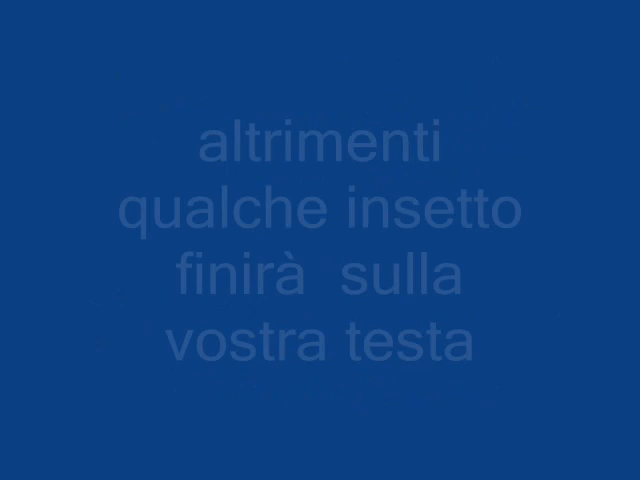 altrimenti
qualche insetto
finirà sulla
vostra testa